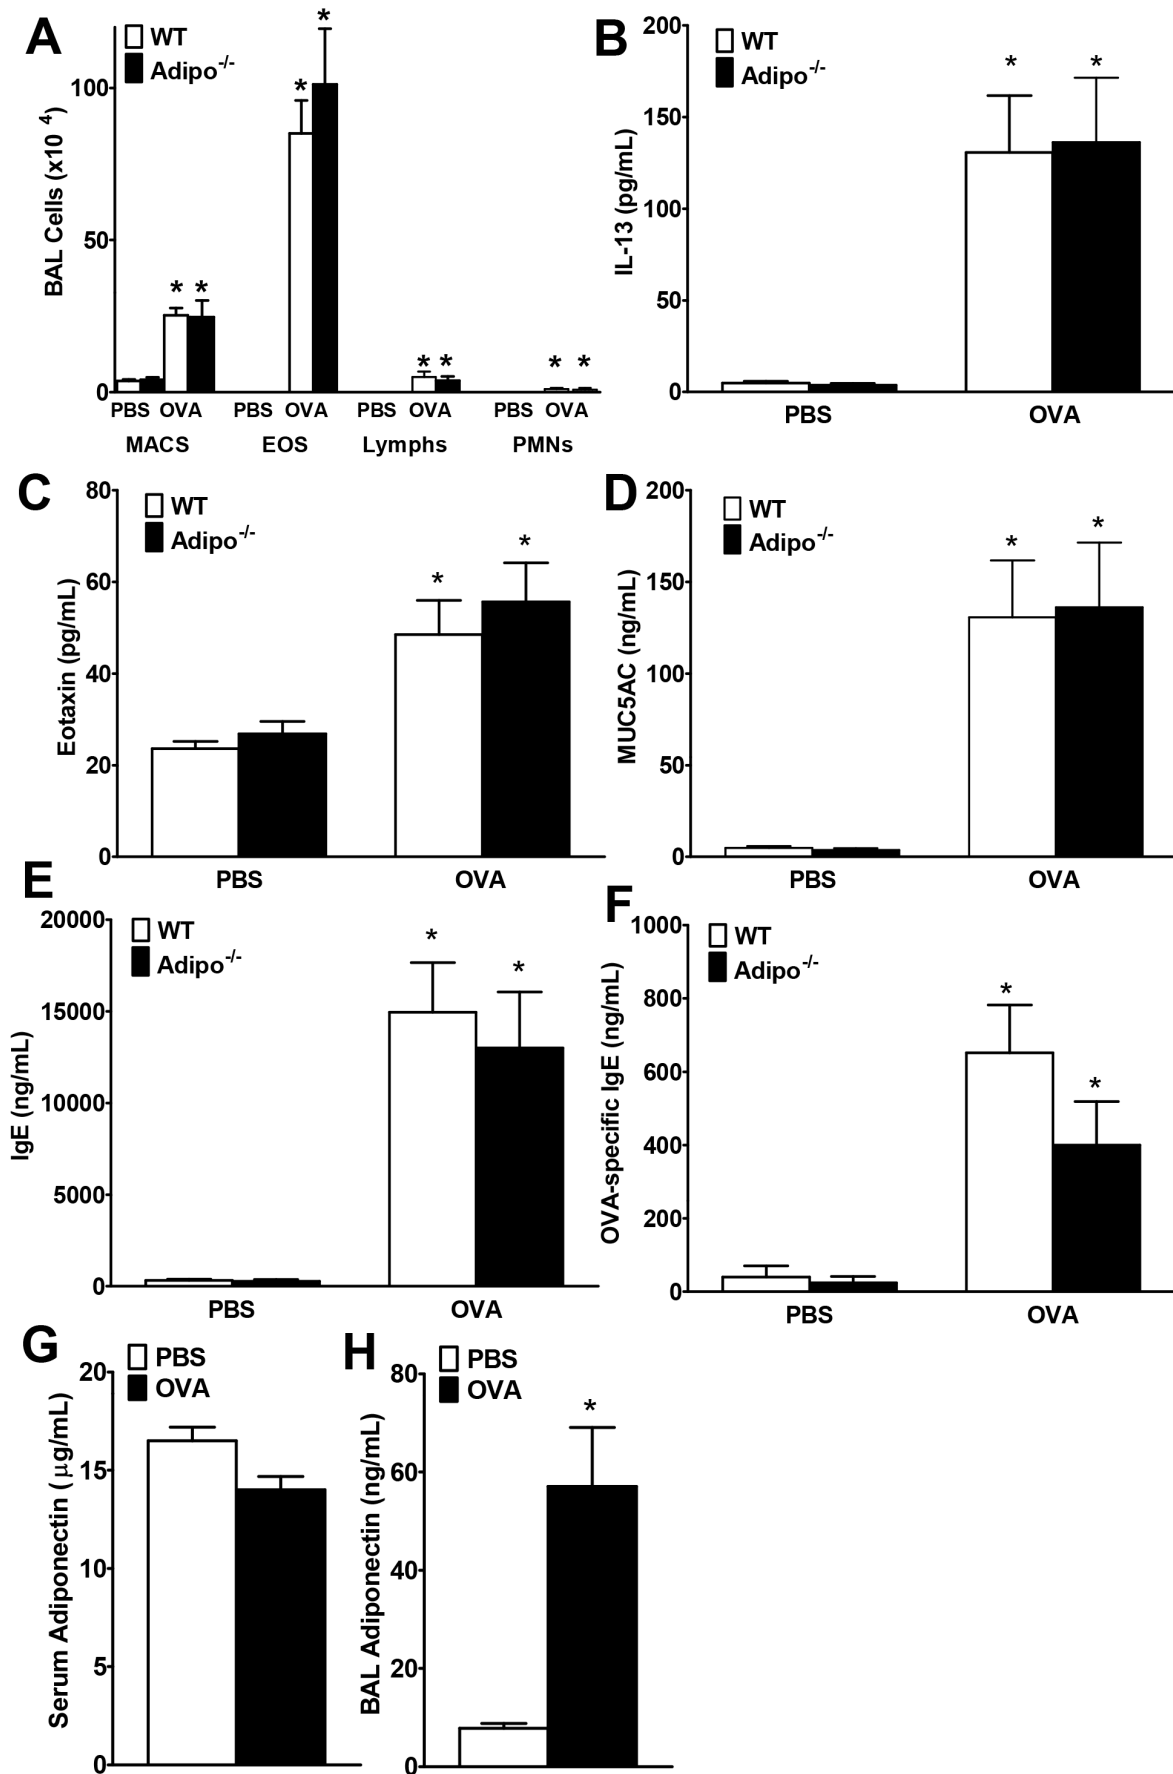 A
WT
Adipo-/-
BAL Cells (x10 4)
100
50
0
* * * * * * * *
PBS OVA PBS OVA PBS OVA PBS OVA
MACS EOS Lymphs PMNs
B
WT
Adipo-/-
IL-13 (pg/mL)
200
150
100
50
0
* *
PBS OVA
C
WT
Adipo-/-
Eotaxin (pg/mL)
80
60
40
20
0
* *
PBS OVA
D
WT
Adipo-/-
MUC5AC (ng/mL)
200
150
100
50
0
* *
PBS OVA
E
WT
Adipo-/-
IgE (ng/mL)
20000
15000
10000
5000
0
* *
PBS OVA
F
WT
Adipo-/-
OVA-specific IgE (ng/mL)
1000
800
600
400
200
0
* *
PBS OVA
G
PBS
OVA
Serum Adiponectin (μg/mL)
20
15
10
5
0
H
PBS
OVA
BAL Adiponectin (ng/mL)
80
60
40
20
0
*